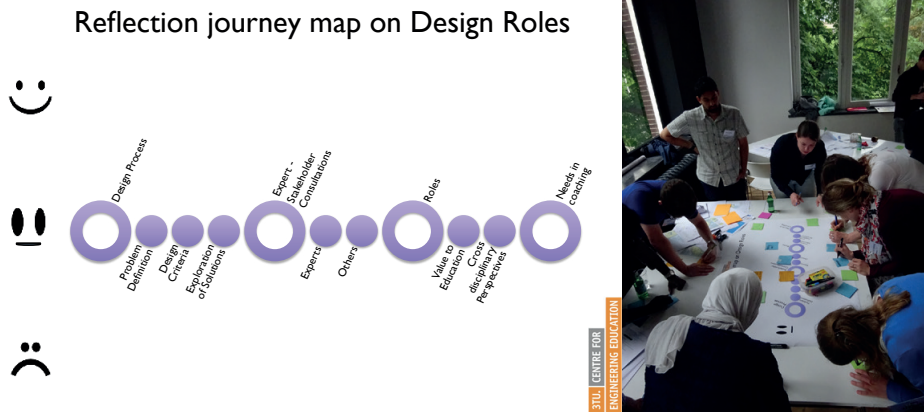 Reflection journey map on Design Roles
Design Process
Problem
Definition
Design
Criteria
Exploration
of Solutions
Expert -
Stakeholder
Consultations
Experts
Others
Roles
Value to
Education
Cross
disciplinary
Perspectives
Needs in
coaching
3TU. CENTRE FOR
ENGINEERING EDUCATION